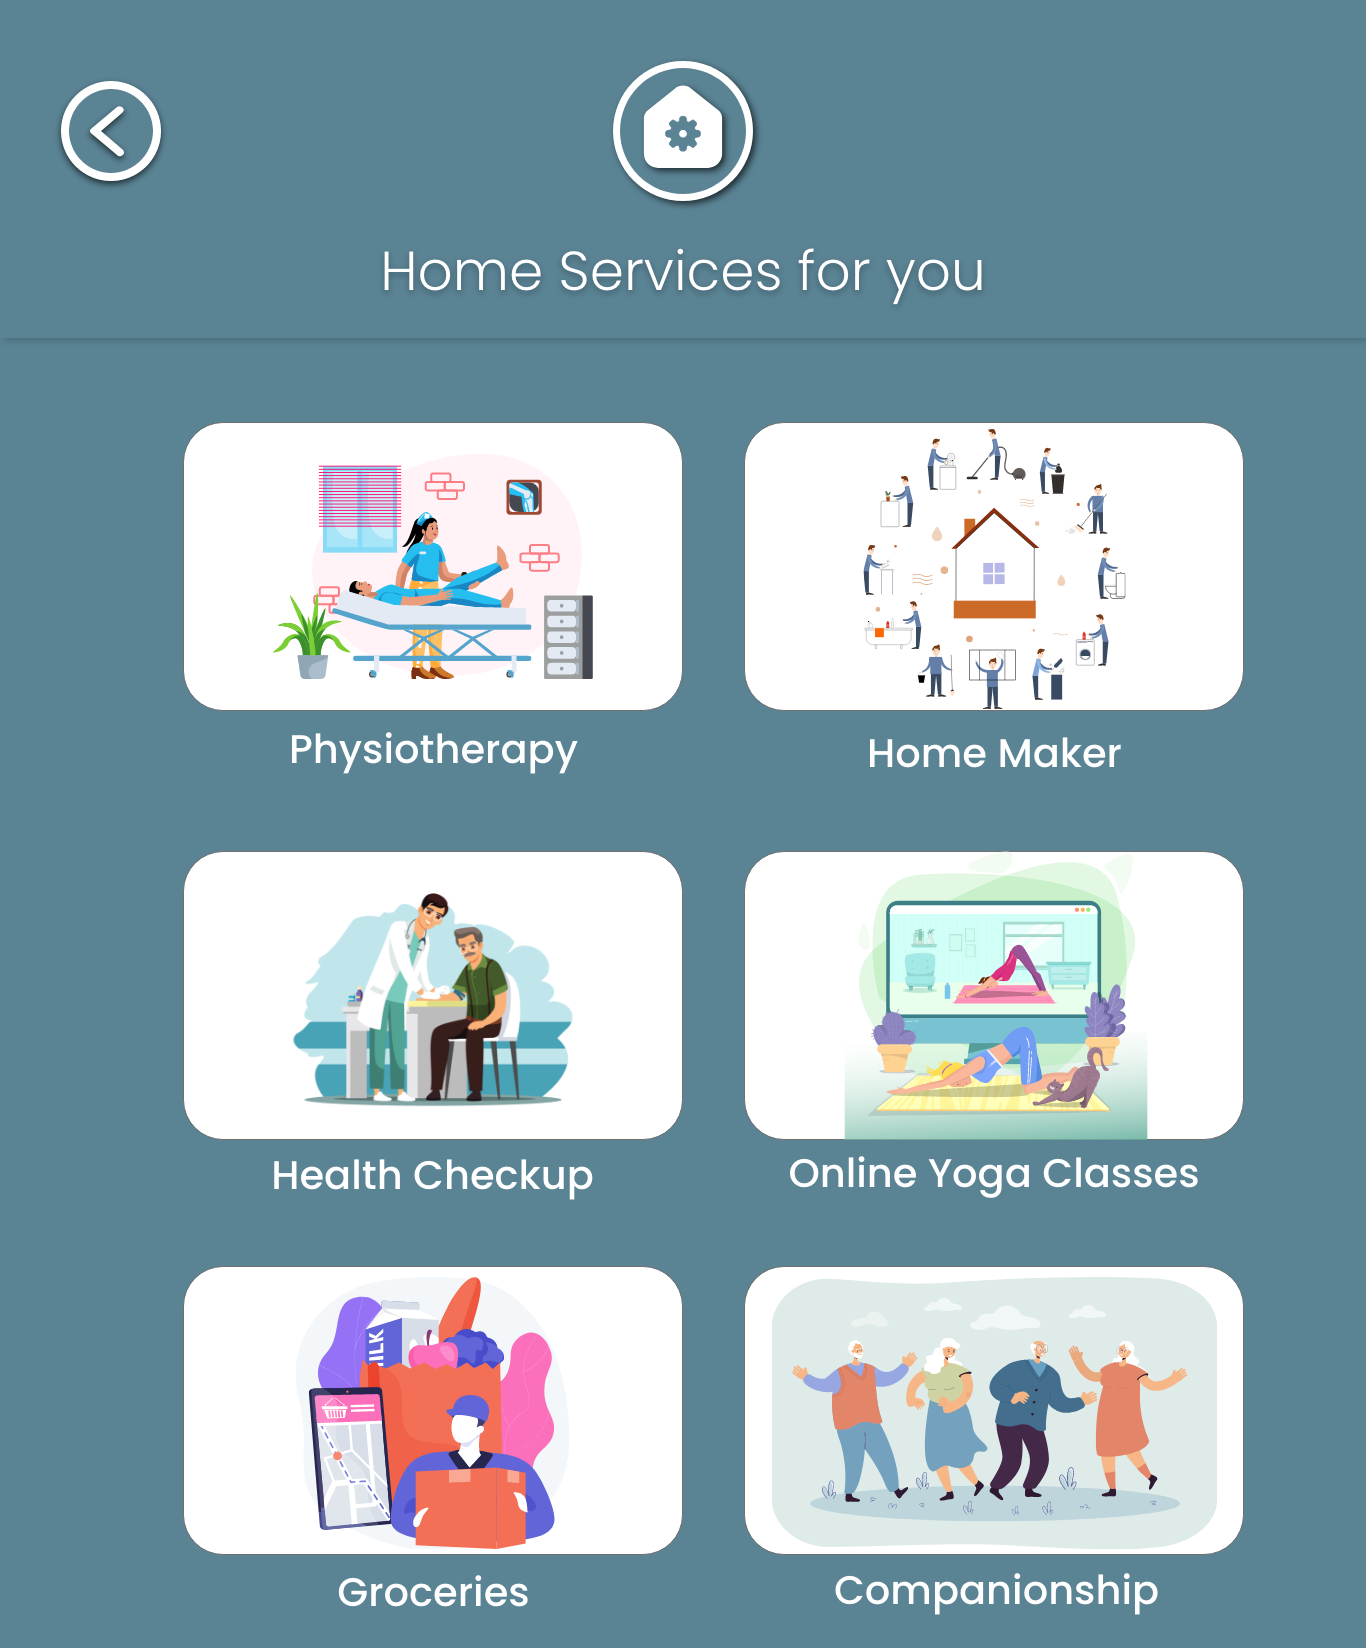 Home Services for you
Physiotherapy
Home Maker
Health Checkup
Online Yoga Classes
ILK
Groceries
Companionship